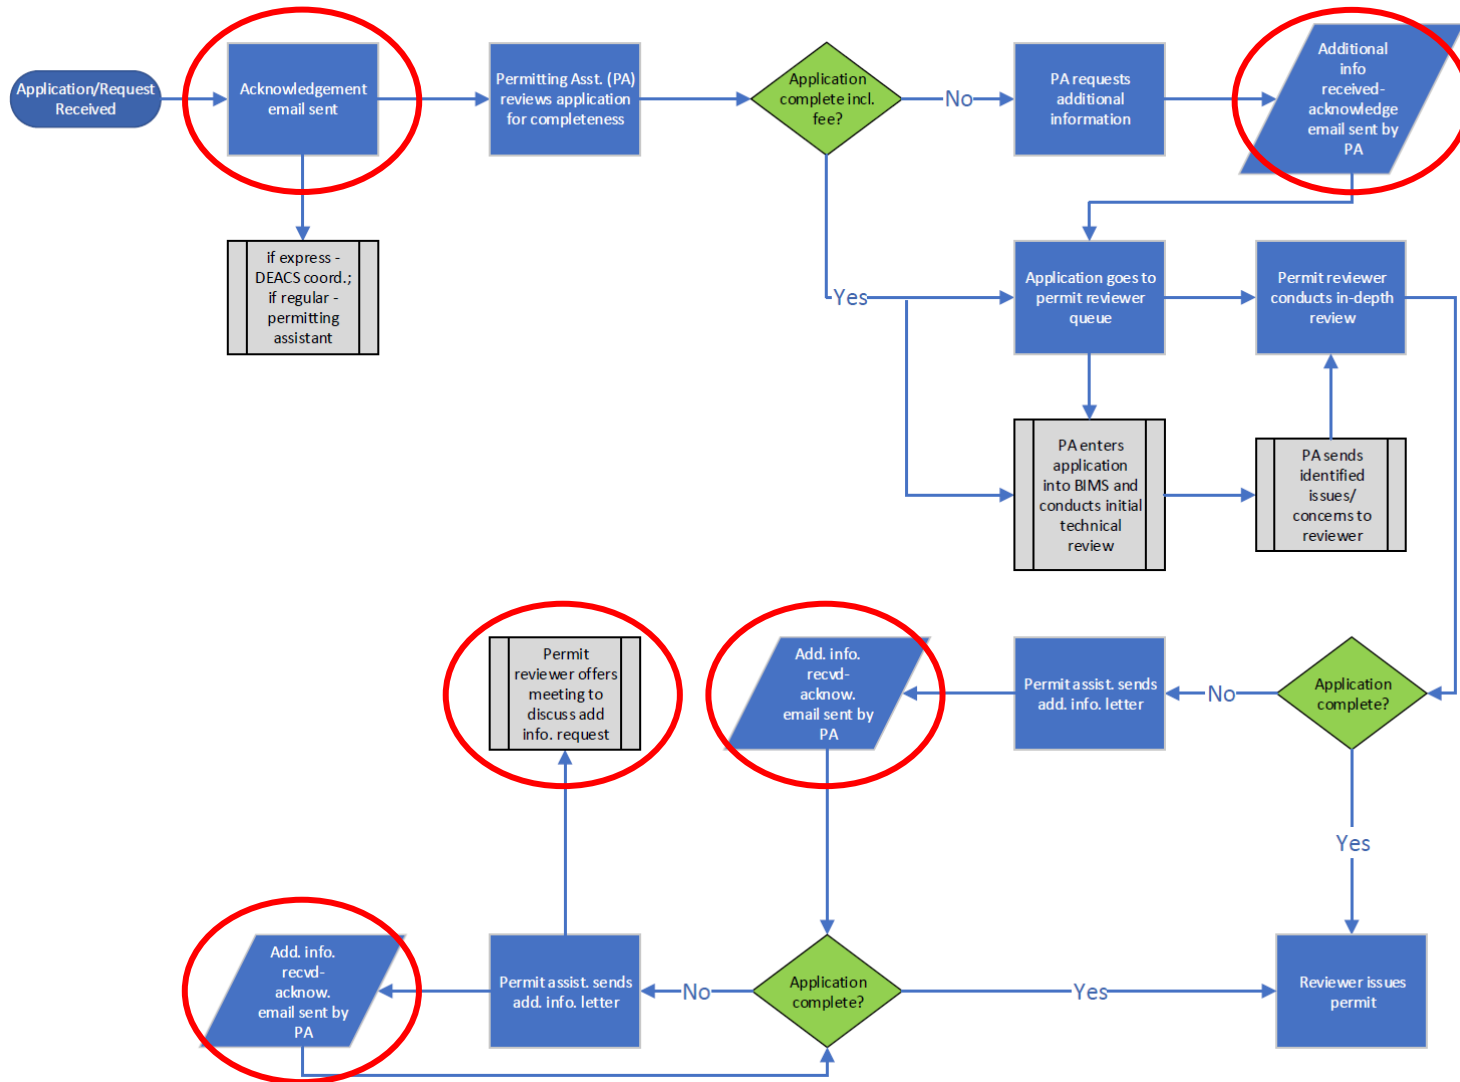 Application/Request
Received
Acknowledgement
email sent
Permitting Asst. (PA)
reviews application
for completeness
Application
complete incl.
fee?
No
PA requests
additional
information
Additional
info
received-
acknowledge
email sent by
PA
if express -
DEACS coord.;
if regular -
permitting
assistant
Yes
Application goes to
permit reviewer
queue
Permit reviewer
conducts in-depth
review
PA enters
application
into BIMS and
conducts initial
technical
review
PA sends
identified
issues/
concerns to
reviewer
Permit
reviewer offers
meeting to
discuss add
info. request
Add. info.
recvd-
acknow.
email sent by
PA
Permit assist. sends
add. info. letter
No
Application
complete?
Yes
Add. info.
recvd-
acknow.
email sent by
PA
Permit assist. sends
add. info. letter
No
Application
complete?
Yes
Reviewer issues
permit